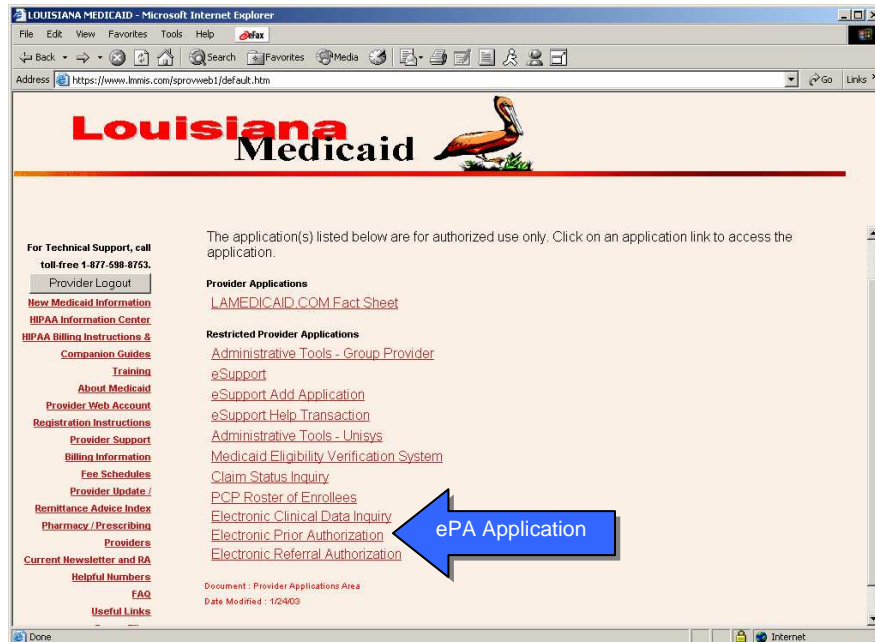 LOUISIANA MEDICAID - Microsoft Internet Explorer
File Edit View Favorites Tools Help eFax
Back Search Favorites Media
Address https://www.lmmis.com/sprovweb1/default.htm Go Links
Louisiana
Medicaid
The application(s) listed below are for authorized use only. Click on an application link to access the
application.
For Technical Support, call
toll-free 1-877-598-8753.
Provider Logout
New Medicaid Information
HIPAA Information Center
HIPAA Billing Instructions &
Companion Guides
Training
About Medicaid
Provider Web Account
Registration Instructions
Provider Support
Billing Information
Fee Schedules
Provider Update /
Remittance Advice Index
Pharmacy / Prescribing
Providers
Current Newsletter and RA
Helpful Numbers
FAQ
Useful Links
Provider Applications
LAMEDICAID.COM Fact Sheet
Restricted Provider Applications
Administrative Tools - Group Provider
eSupport
eSupport Add Application
eSupport Help Transaction
Administrative Tools - Unisys
Medicaid Eligibility Verification System
Claim Status Inquiry
PCP Roster of Enrollees
Electronic Clinical Data Inquiry
Electronic Prior Authorization
Electronic Referral Authorization
ePA Application
Document : Provider Applications Area
Date Modified : 1/24/03
Done Internet